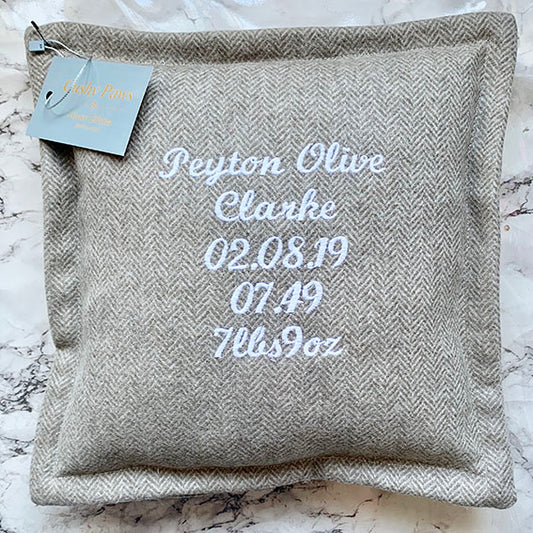 Peyton Olive
Clarke
02.08.19
07.49
7lbs9oz